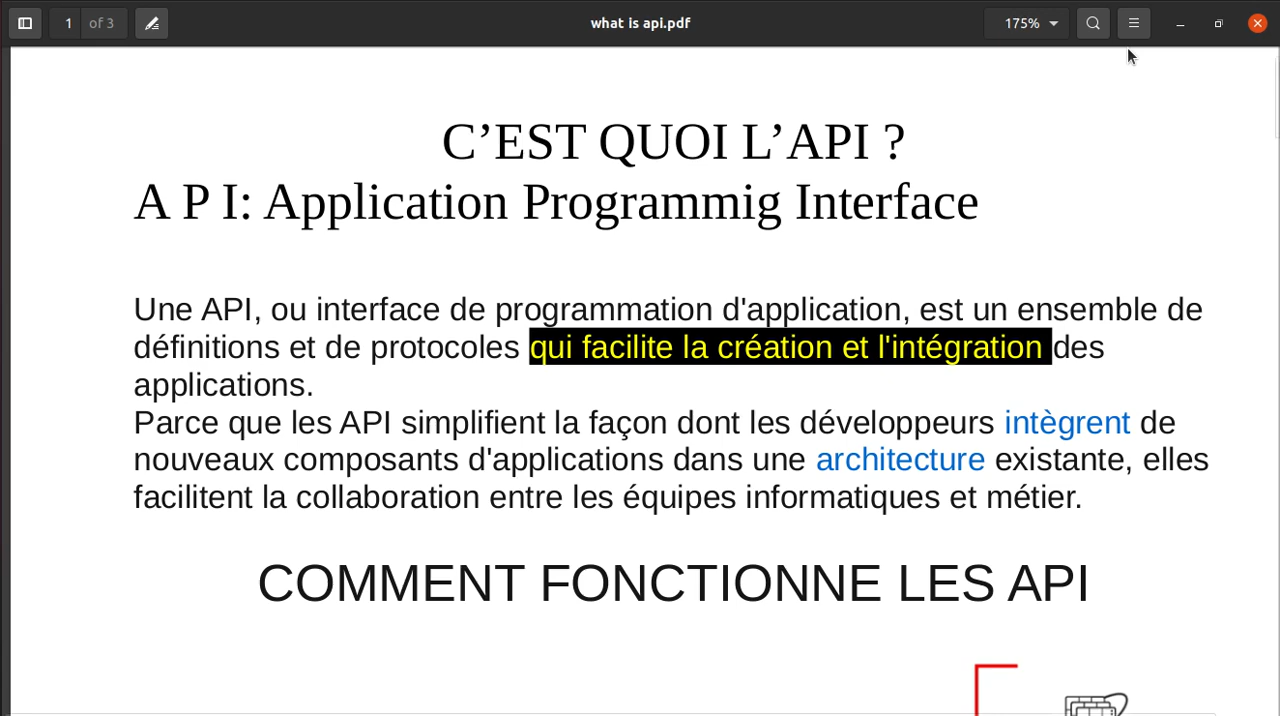 1 of 3
what is api.pdf
175%
C’EST QUOI L’API ?
A P I: Application Programmig Interface
Une API, ou interface de programmation d'application, est un ensemble de
définitions et de protocoles qui facilite la création et l'intégration des
applications.
Parce que les API simplifient la façon dont les développeurs intègrent de
nouveaux composants d'applications dans une architecture existante, elles
facilitent la collaboration entre les équipes informatiques et métier.
COMMENT FONCTIONNE LES API